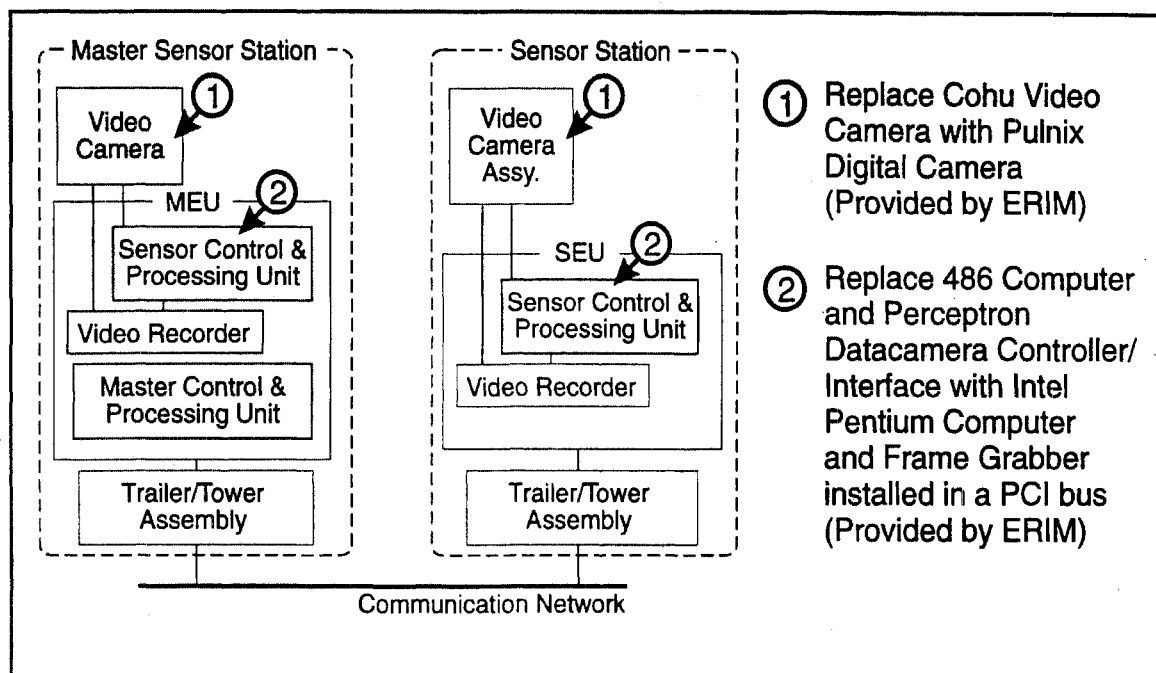 Master Sensor Station
1
Video
Camera
MEU
2
Sensor Control &
Processing Unit
Video Recorder
Master Control &
Processing Unit
Trailer/Tower
Assembly
Sensor Station
1
Video
Camera
Assy.
SEU
2
Sensor Control &
Processing Unit
Video Recorder
Trailer/Tower
Assembly
Communication Network
1 Replace Cohu Video
Camera with Pulnix
Digital Camera
(Provided by ERIM)
2 Replace 486 Computer
and Perceptron
Datacamera Controller/
Interface with Intel
Pentium Computer
and Frame Grabber
installed in a PCI bus
(Provided by ERIM)